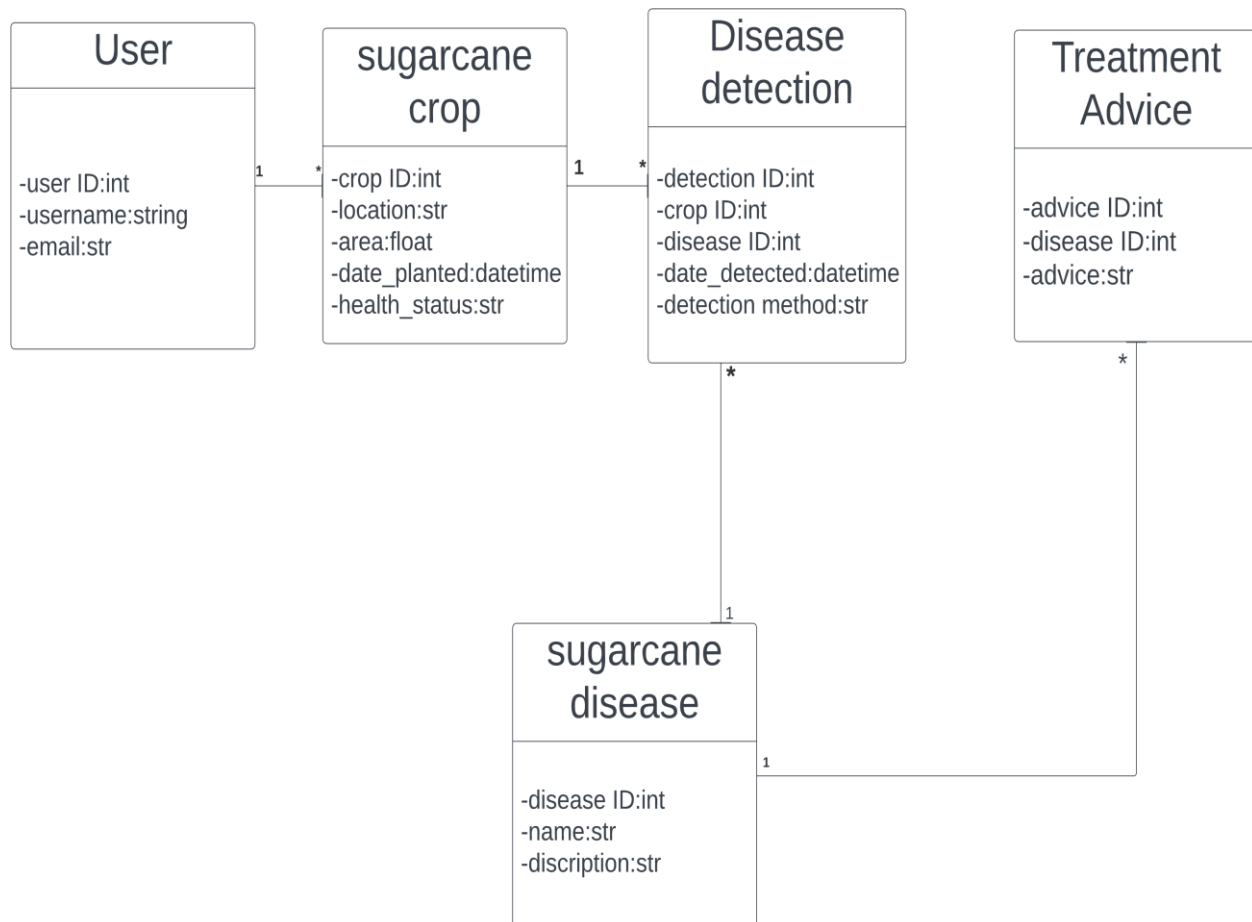 User
-user ID:int
-username:string
-email:str
1
*
sugarcane
crop
-crop ID:int
-location:str
-area:float
-date_planted:datetime
-health_status:str
1
*
Disease
detection
-detection ID:int
-crop ID:int
-disease ID:int
-date_detected:datetime
-detection method:str
*
Treatment
Advice
-advice ID:int
-disease ID:int
-advice:str
*
1
sugarcane
disease
-disease ID:int
-name:str
-discription:str
1